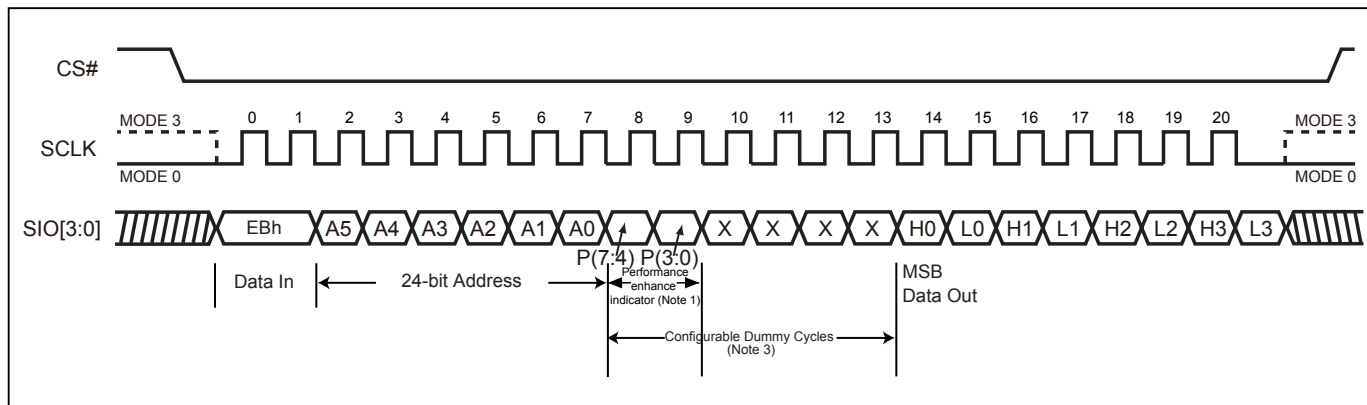 CS#
MODE 3 0 1 2 3 4 5 6 7 8 9 10 11 12 13 14 15 16 17 18 19 20 MODE 3
SCLK
MODE 0 MODE 0
SIO[3:0] EBh A5 A4 A3 A2 A1 A0 X X X X H0 L0 H1 L1 H2 L2 H3 L3
P(7:4) P(3:0)
Data In 24-bit Address
Performance
enhance
indicator (Note 1)
MSB
Data Out
Configurable Dummy Cycles
(Note 3)